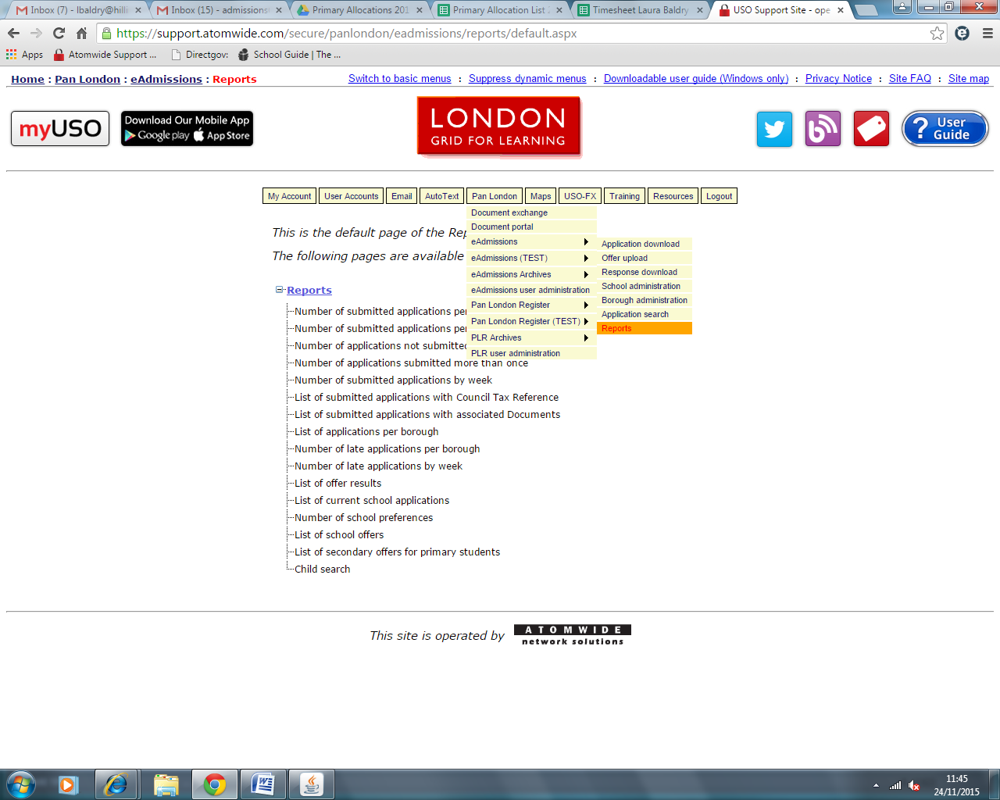 Inbox (7) - lbaldry@hilli
Inbox (15) - admissions
Primary Allocations 201
Primary Allocation List 2
Timesheet Laura Baldry
USO Support Site - ope
https://support.atomwide.com/secure/panlondon/eadmissions/reports/default.aspx
Apps
Atomwide Support ...
Directgov:
School Guide | The ...
Home : Pan London : eAdmissions : Reports
Switch to basic menus : Suppress dynamic menus : Downloadable user guide (Windows only) : Privacy Notice : Site FAQ : Site map
myUSO
Download Our Mobile App
Google play App Store
LONDON
GRID FOR LEARNING
? User Guide
My Account User Accounts Email AutoText Pan London Maps USO-FX Training Resources Logout
Document exchange
Document portal
eAdmissions
eAdmissions (TEST)
eAdmissions Archives
eAdmissions user administration
Pan London Register
Pan London Register (TEST)
PLR Archives
PLR user administration
Application download
Offer upload
Response download
School administration
Borough administration
Application search
Reports
This is the default page of the Rep
The following pages are available
Reports
Number of submitted applications per
Number of submitted applications per
Number of applications not submitted
Number of applications submitted more than once
Number of submitted applications by week
List of submitted applications with Council Tax Reference
List of submitted applications with associated Documents
List of applications per borough
Number of late applications per borough
Number of late applications by week
List of offer results
List of current school applications
Number of school preferences
List of school offers
List of secondary offers for primary students
Child search
This site is operated by
ATOMWIDE
network solutions
11:45
24/11/2015